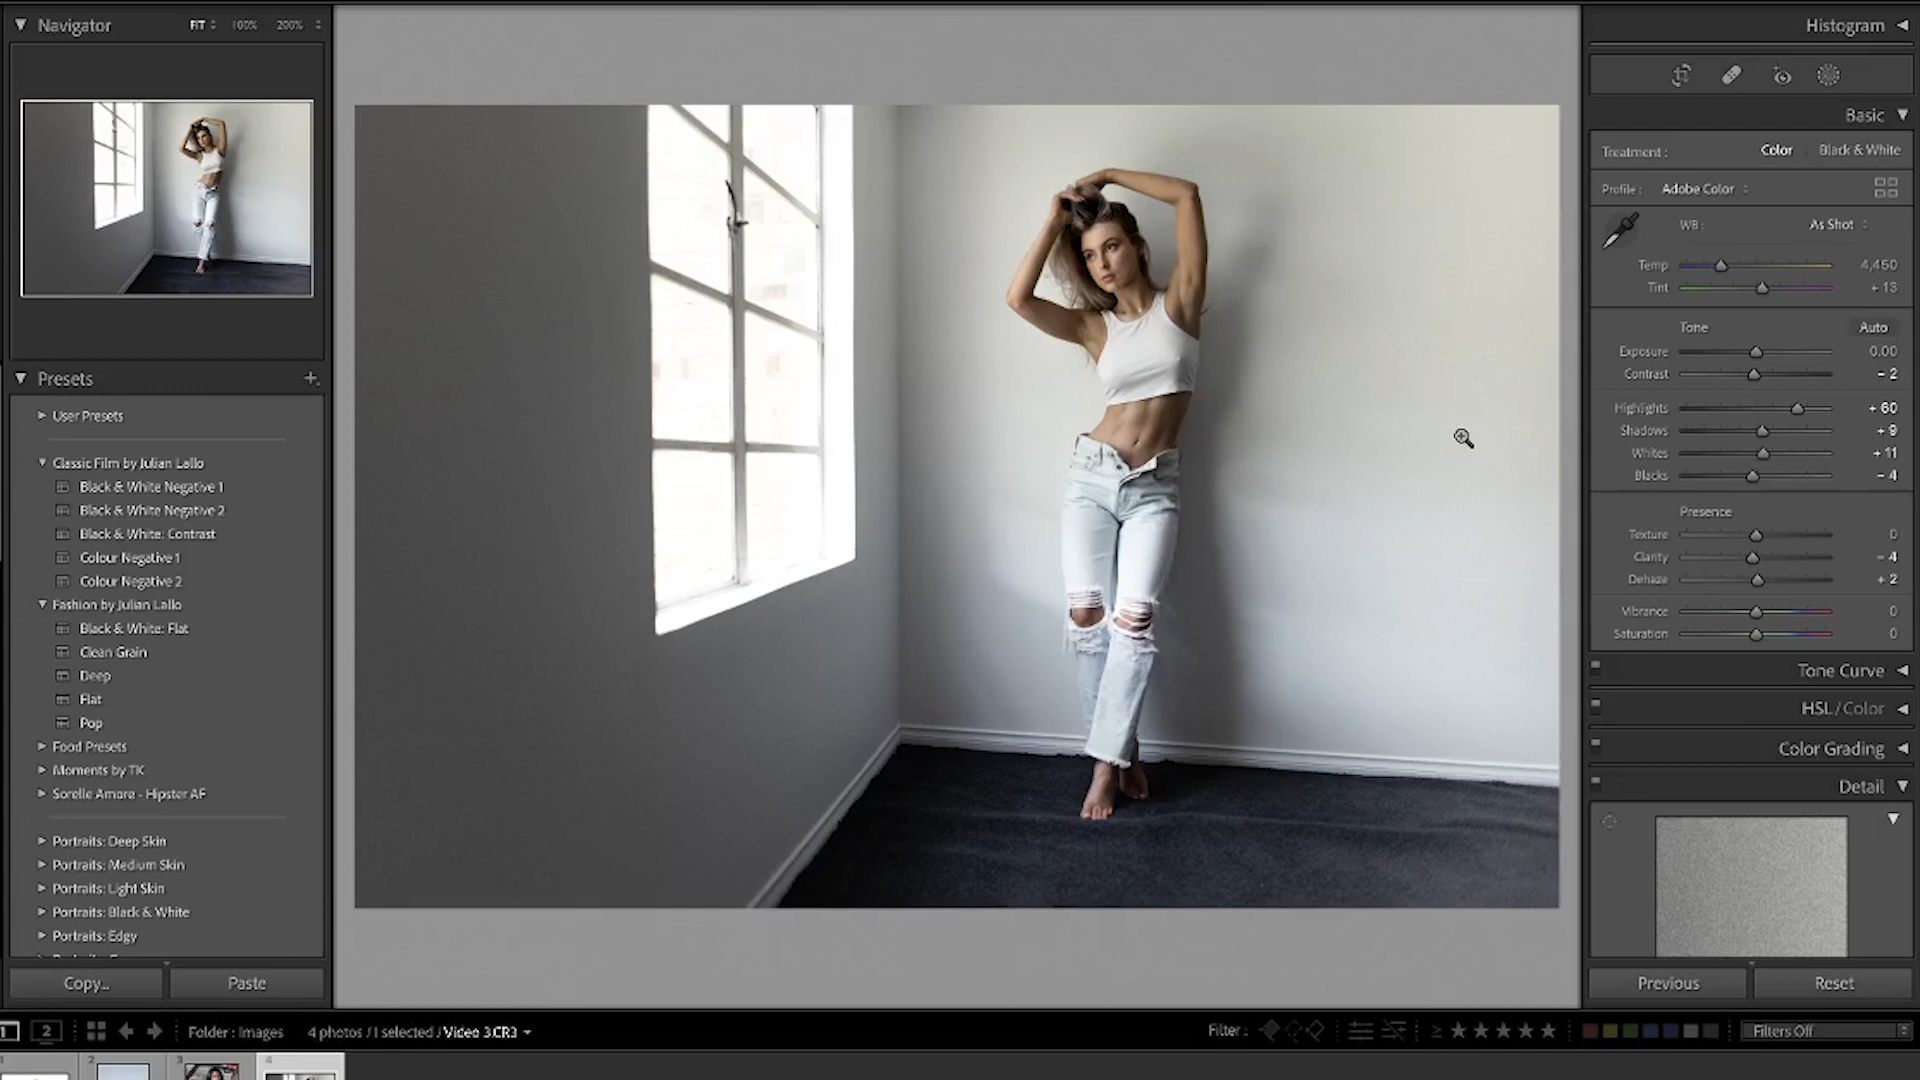 Navigator FIT 100% 200%
Presets
User Presets
Classic Film by Julian Lallo
Black & White Negative 1
Black & White Negative 2
Black & White: Contrast
Colour Negative 1
Colour Negative 2
Fashion by Julian Lallo
Black & White: Flat
Clean Grain
Deep
Flat
Pop
Food Presets
Moments by TK
Sorelle Amore - Hipster AF
Portraits: Deep Skin
Portraits: Medium Skin
Portraits: Light Skin
Portraits: Black & White
Portraits: Edgy
Copy... Paste
Histogram
Basic
Treatment : Color Black & White
Profile : Adobe Color
WB : As Shot
Temp 4,450
Tint + 13
Tone Auto
Exposure 0.00
Contrast - 2
Highlights + 60
Shadows + 9
Whites + 11
Blacks - 4
Presence
Texture 0
Clarity - 4
Dehaze + 2
Vibrance 0
Saturation 0
Tone Curve
HSL / Color
Color Grading
Detail
Previous Reset
1 2 Folder : Images 4 photos / 1 selected / Video 3.CR3 Filter : ≥ Filters Off
1 2 3 4